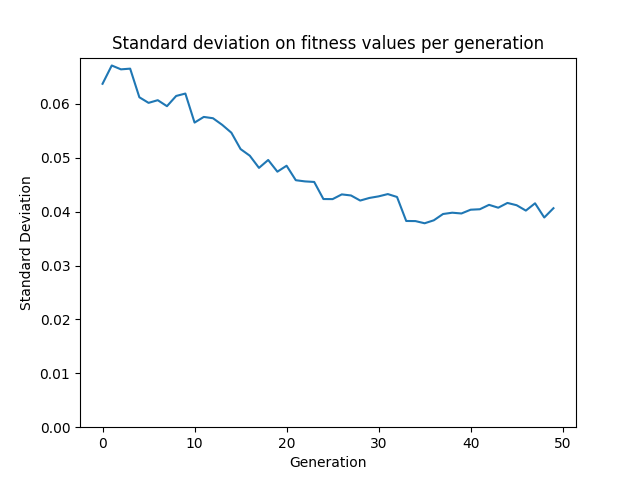 Standard deviation on fitness values per generation
0.06
0.05
0.04
0.03
0.02
0.01
0.00
Standard Deviation
0 10 20 30 40 50
Generation